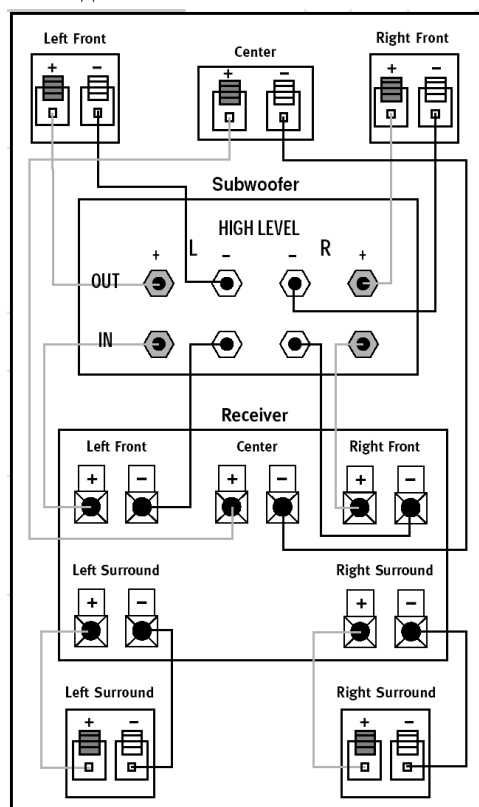 Left Front
Center
Right Front
+ −
+ −
+ −
Subwoofer
HIGH LEVEL
+ L − − R +
OUT
IN
Receiver
Left Front
Center
Right Front
+ −
+ −
+ −
Left Surround
Right Surround
+ −
+ −
Left Surround
Right Surround
+ −
+ −